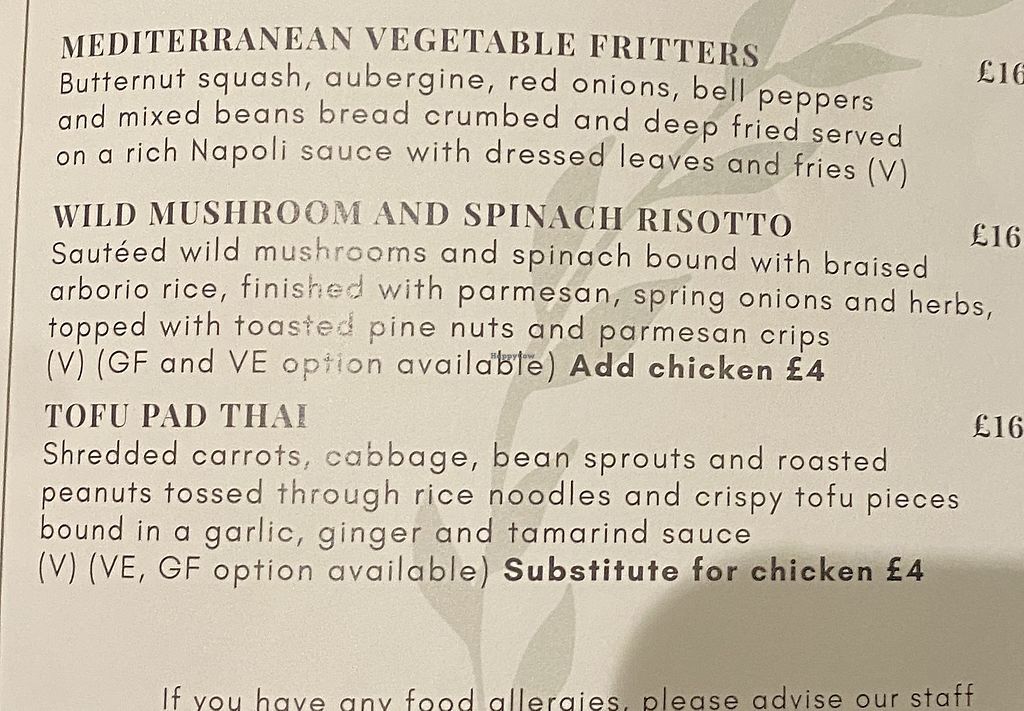 MEDITERRANEAN VEGETABLE FRITTERS £16
Butternut squash, aubergine, red onions, bell peppers
and mixed beans bread crumbed and deep fried served
on a rich Napoli sauce with dressed leaves and fries (V)
WILD MUSHROOM AND SPINACH RISOTTO £16
Sautéed wild mushrooms and spinach bound with braised
arborio rice, finished with parmesan, spring onions and herbs,
topped with toasted pine nuts and parmesan crips
(V) (GF and VE option available) Add chicken £4
HappyCow
TOFU PAD THAI £16
Shredded carrots, cabbage, bean sprouts and roasted
peanuts tossed through rice noodles and crispy tofu pieces
bound in a garlic, ginger and tamarind sauce
(V) (VE, GF option available) Substitute for chicken £4
If you have any food allergies, please advise our staff